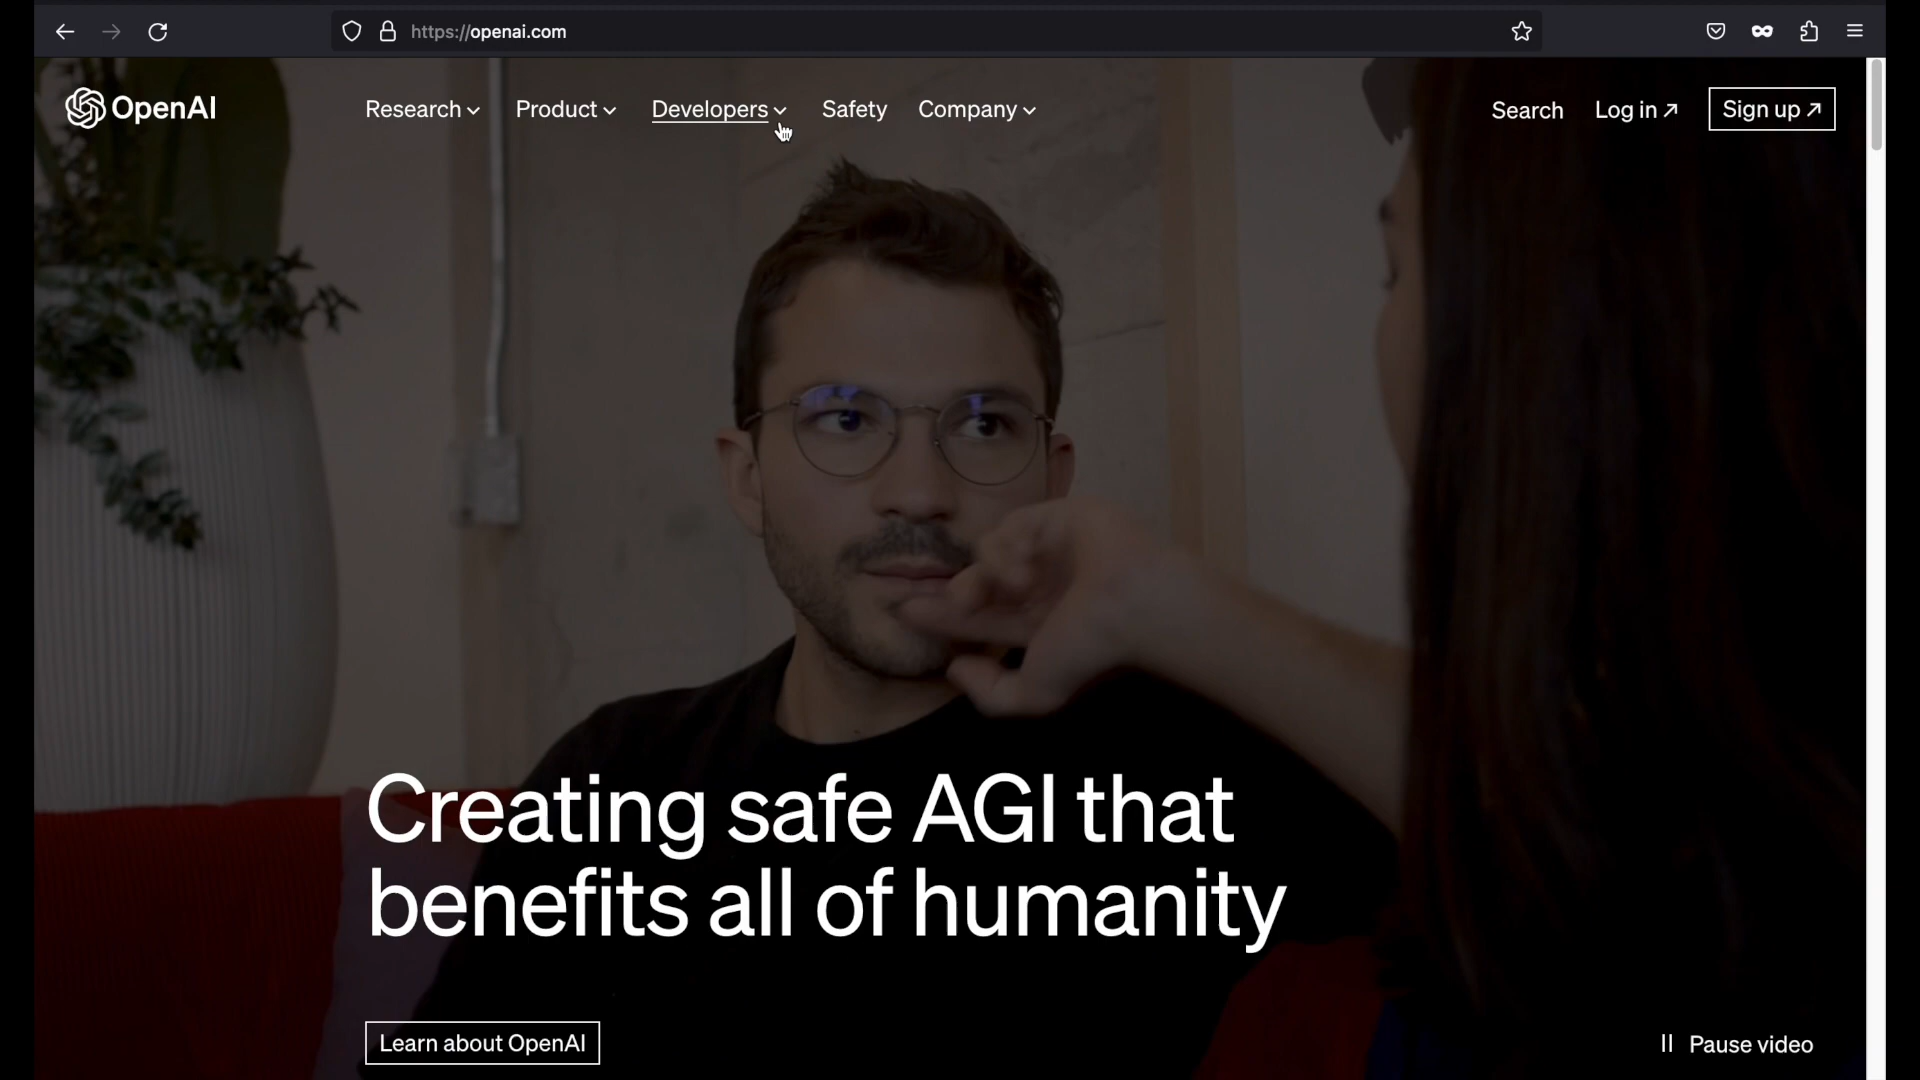 https://openai.com
OpenAI
Research
Product
Developers
Safety
Company
Search
Log in ↗
Sign up ↗
Creating safe AGI that
benefits all of humanity
Learn about OpenAI
Pause video